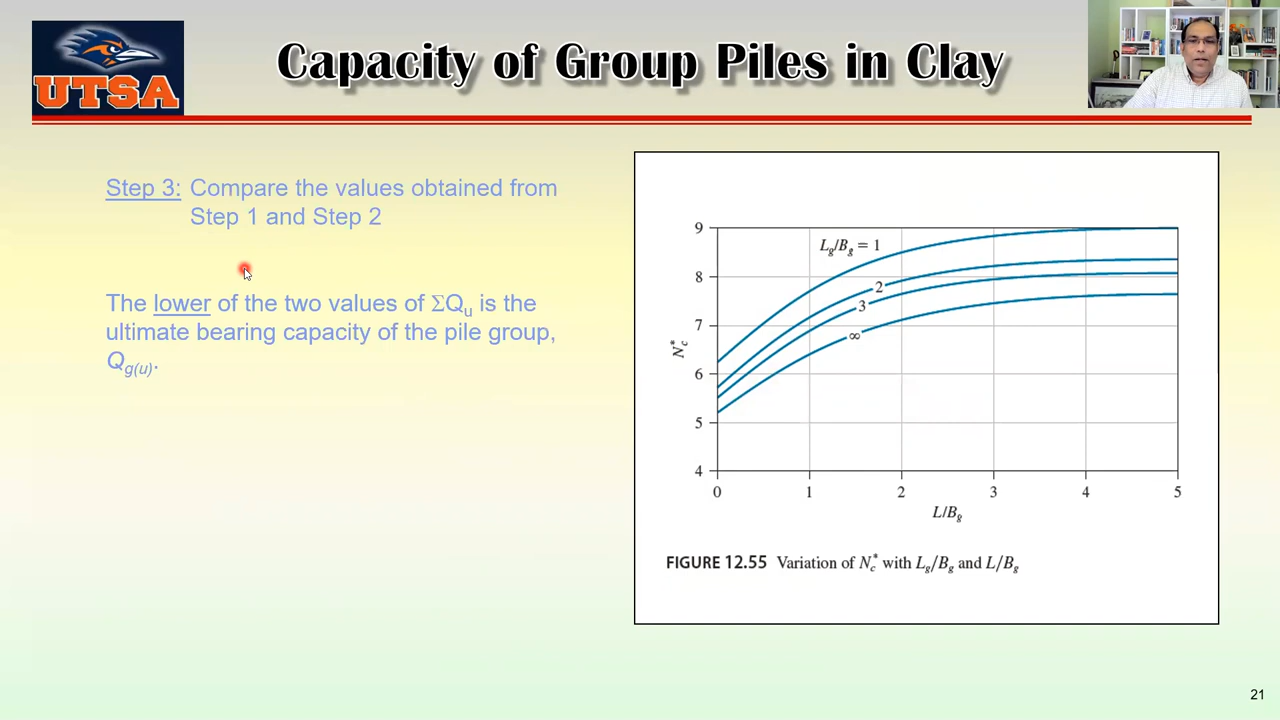 UTSA
Capacity of Group Piles in Clay
Step 3: Compare the values obtained from
Step 1 and Step 2
The lower of the two values of ΣQu is the
ultimate bearing capacity of the pile group,
Qg(u).
9
8
7
6
5
4
Nc*
Lg/Bg = 1
2
3
∞
0 1 2 3 4 5
L/Bg
FIGURE 12.55 Variation of Nc* with Lg/Bg and L/Bg
21